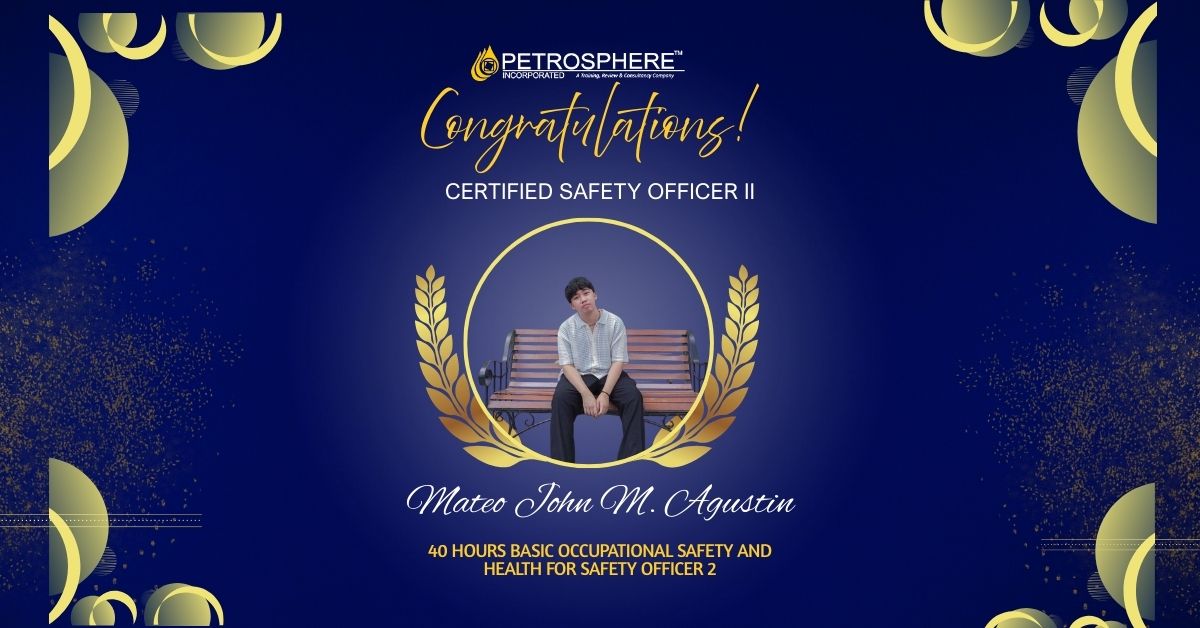 PETROSPHERE™
INCORPORATED A Training, Review & Consultancy Company
Congratulations!
CERTIFIED SAFETY OFFICER II
Mateo John M. Agustin
40 HOURS BASIC OCCUPATIONAL SAFETY AND
HEALTH FOR SAFETY OFFICER 2